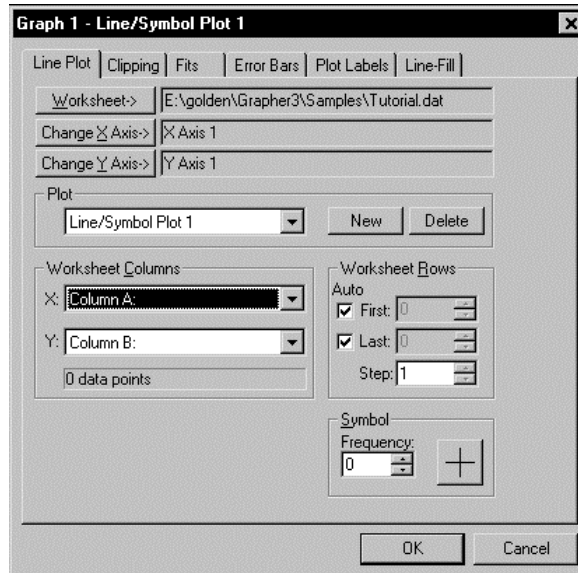 Graph 1 - Line/Symbol Plot 1
Line Plot Clipping Fits Error Bars Plot Labels Line-Fill
Worksheet-> E:\golden\Grapher3\Samples\Tutorial.dat
Change X Axis-> X Axis 1
Change Y Axis-> Y Axis 1
Plot
Line/Symbol Plot 1 New Delete
Worksheet Columns
X: Column A:
Y: Column B:
0 data points
Worksheet Rows
Auto
First: 0
Last: 0
Step: 1
Symbol
Frequency:
0
OK Cancel